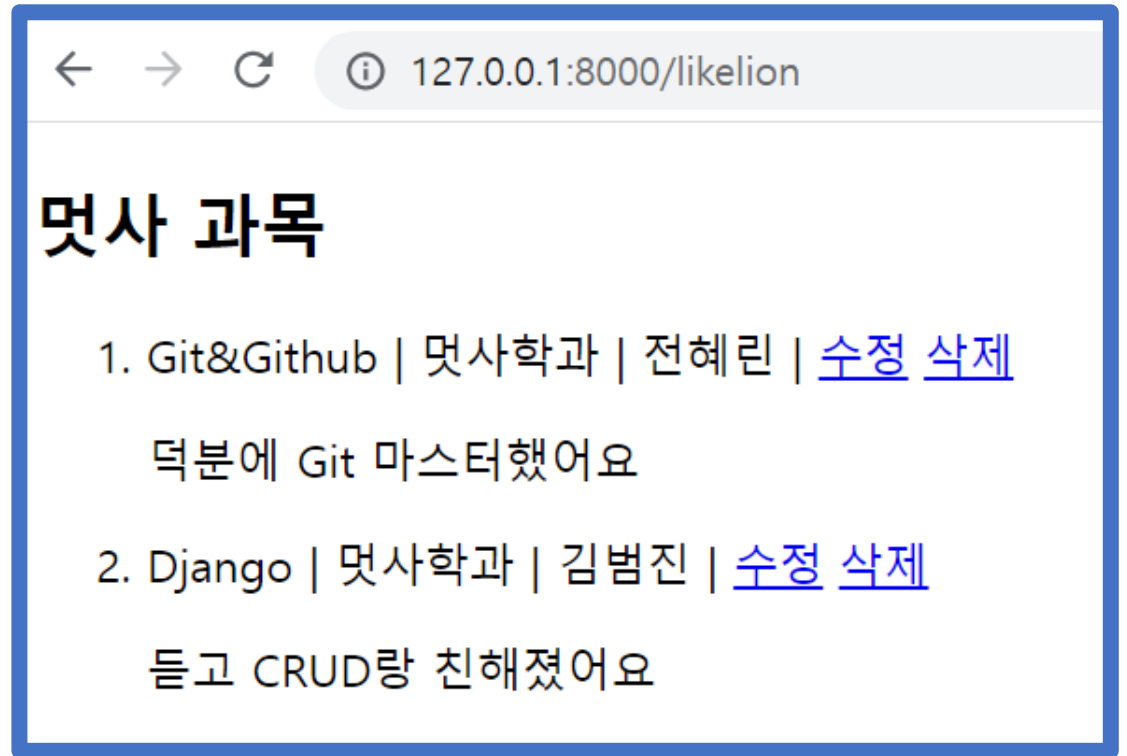 127.0.0.1:8000/likelion
멋사 과목
1. Git&Github | 멋사학과 | 전혜린 | 수정 삭제
덕분에 Git 마스터했어요
2. Django | 멋사학과 | 김범진 | 수정 삭제
듣고 CRUD랑 친해졌어요